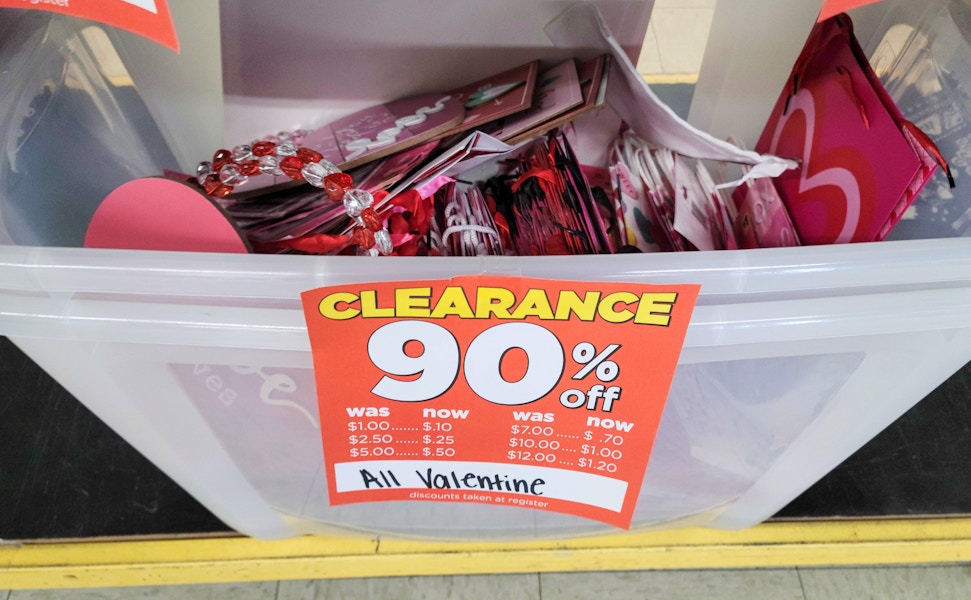 register
CLEARANCE
90% off
was now was now
$1.00....... $.10 $7.00...... $ .70
$2.50...... $.25 $10.00.... $1.00
$5.00...... $.50 $12.00.... $1.20
All Valentine
discounts taken at register